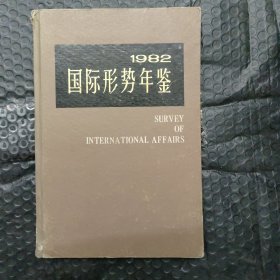 1982
国际形势年鉴
SURVEY
OF
INTERNATIONAL AFFAIRS